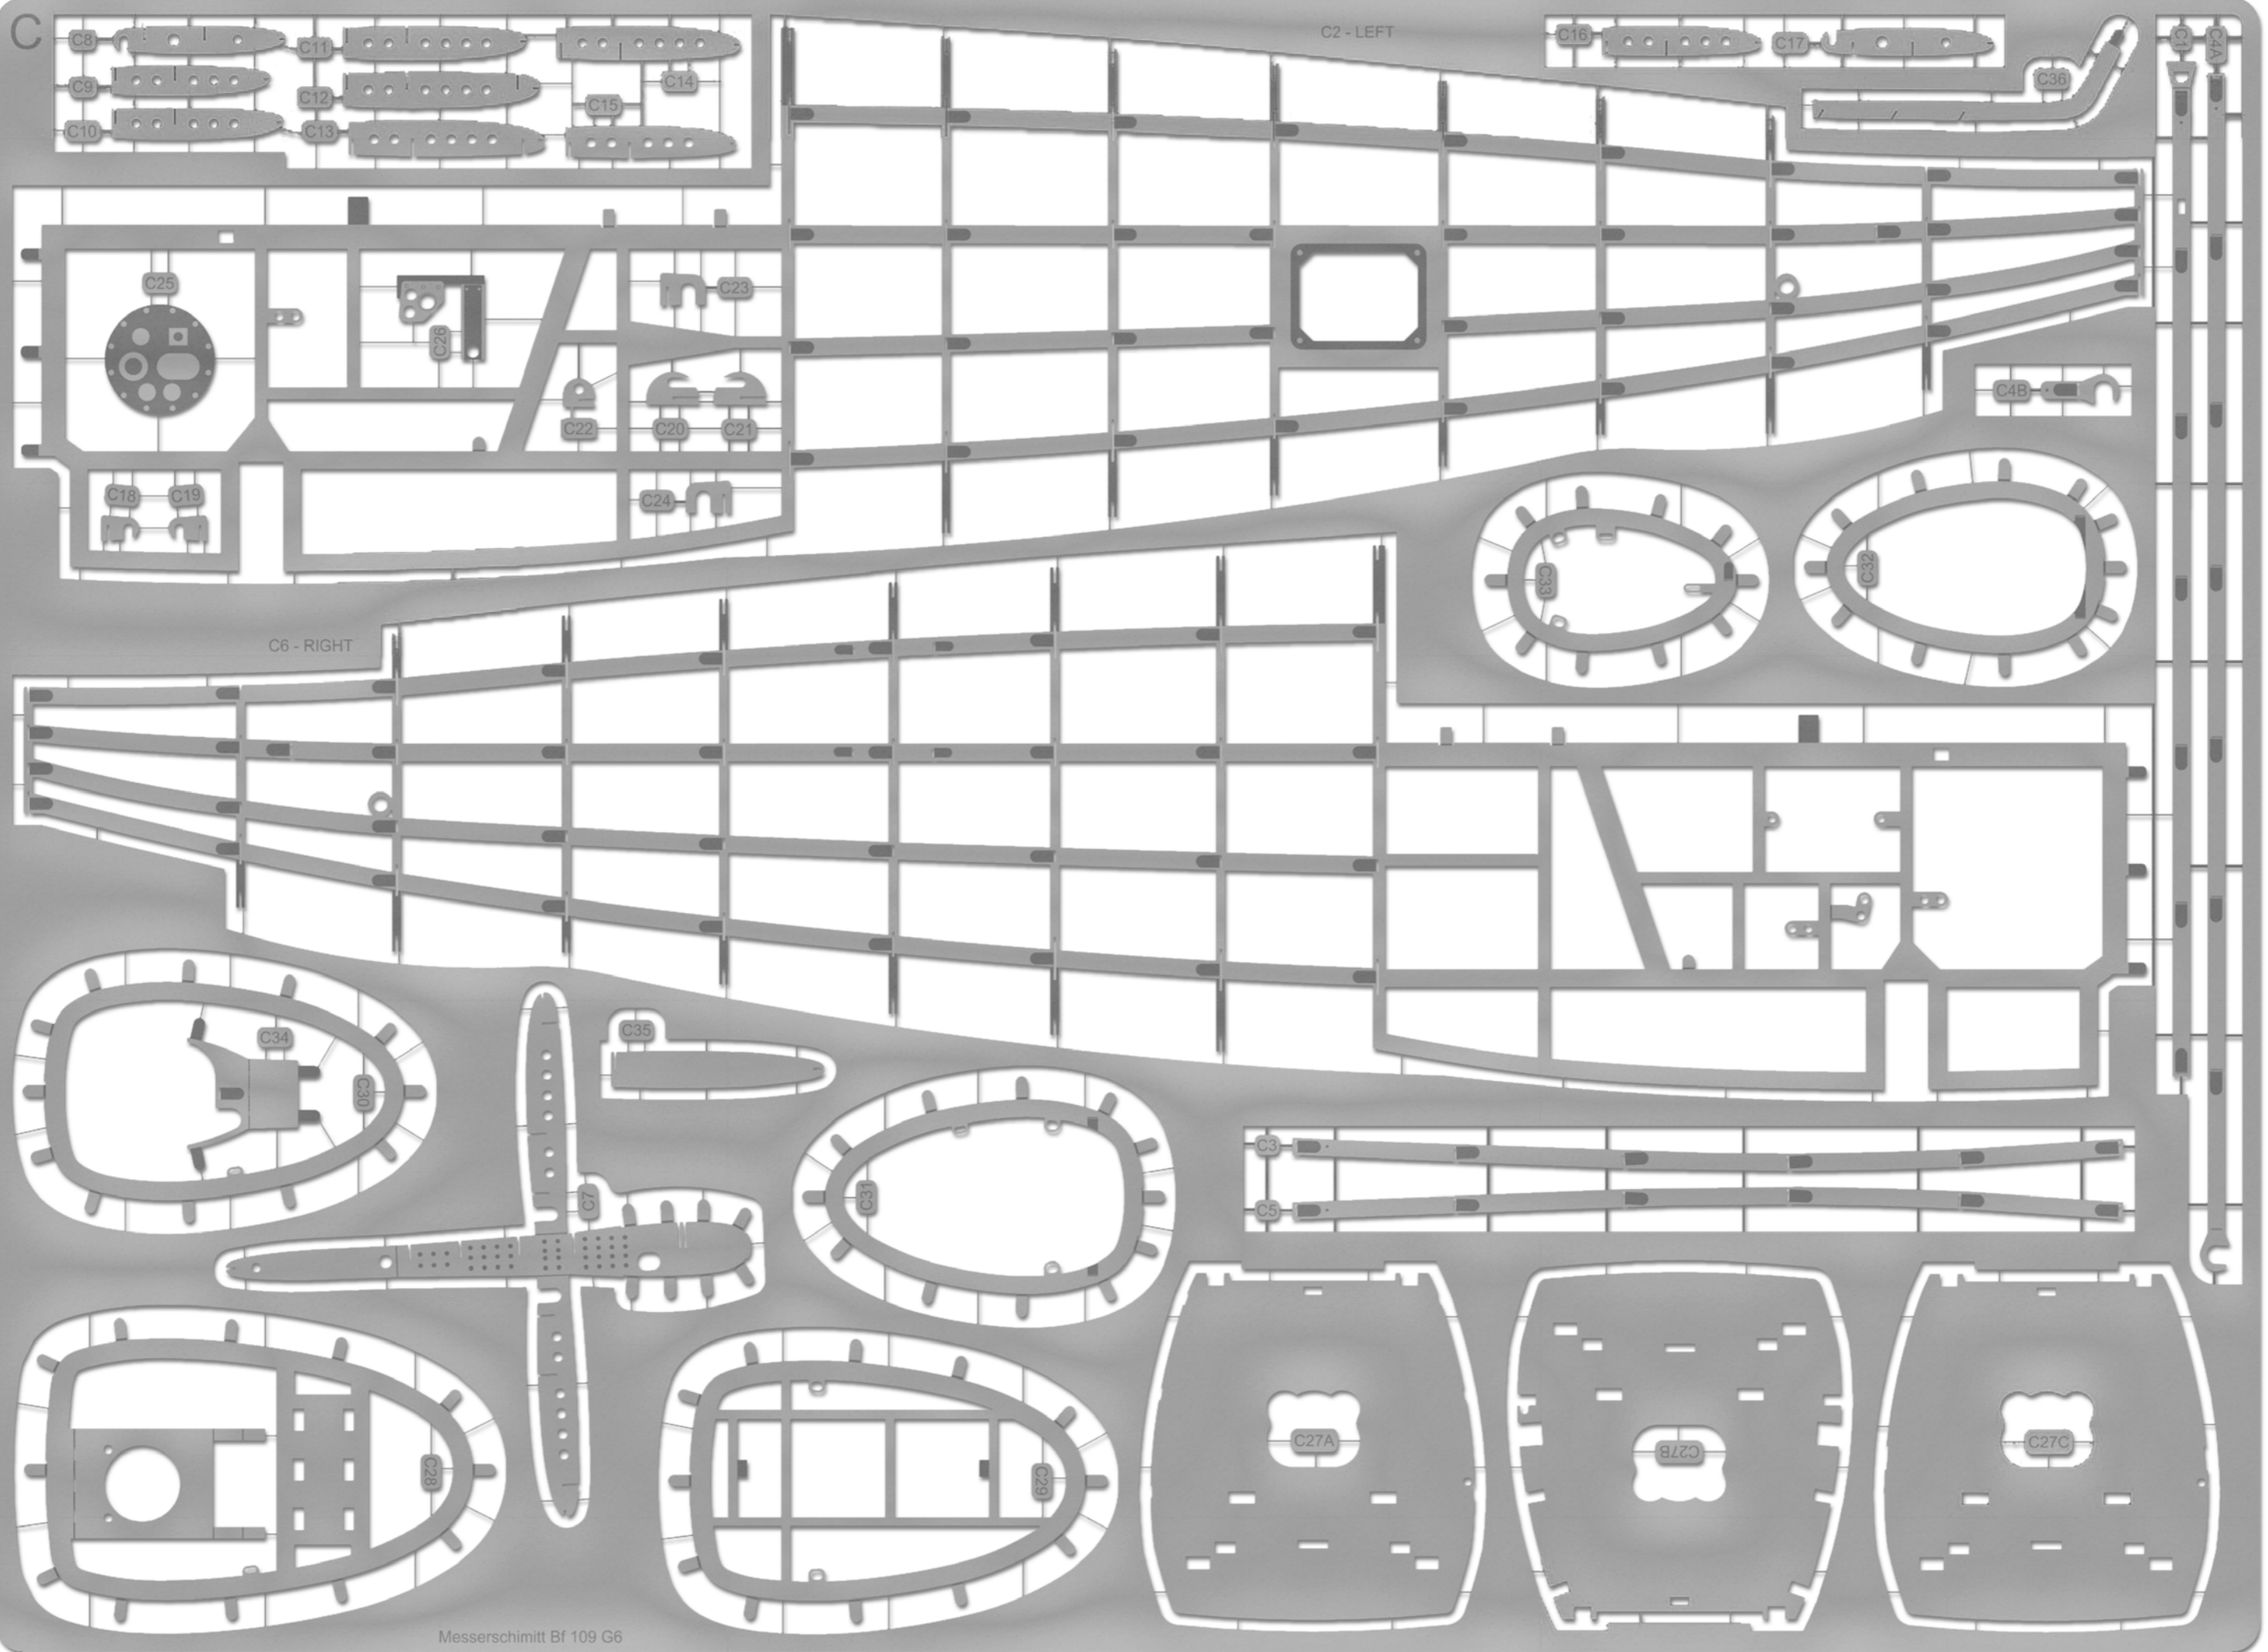 C
C8
C11
C2 - LEFT
C16
C17
C1
C4A
C9
C12
C14
C36
C15
C10
C13
C25
C23
C26
C22
C20
C21
C4B
C18
C19
C24
C33
C32
C6 - RIGHT
C34
C35
C30
C7
C31
C3
C5
C27A
C27B
C27C
C28
C29
Messerschimitt Bf 109 G6